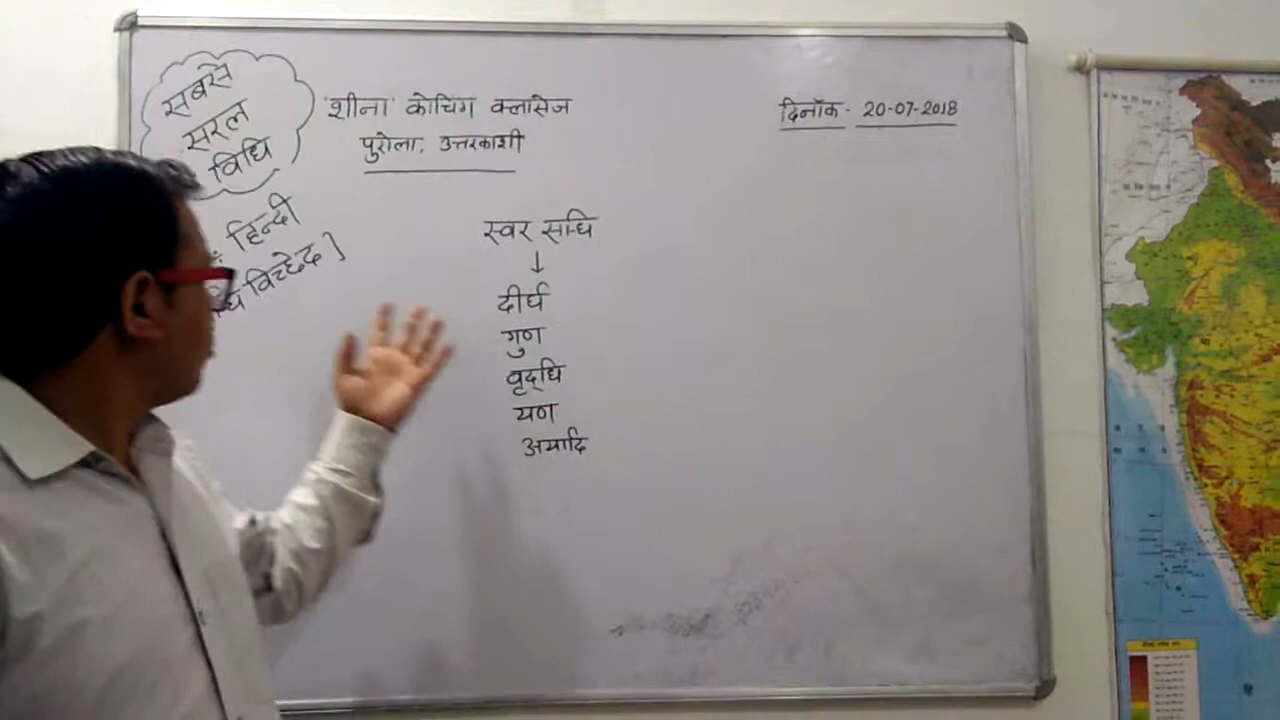 सबसे
सरल
विधि
हिन्दी
विच्छेद]
'शीना' कोचिंग क्लासेज
पुरोला, उत्तरकाशी
दिनाँक - 20-07-2018
स्वर सन्धि
↓
दीर्घ
गुण
वृद्धि
यण
अयादि